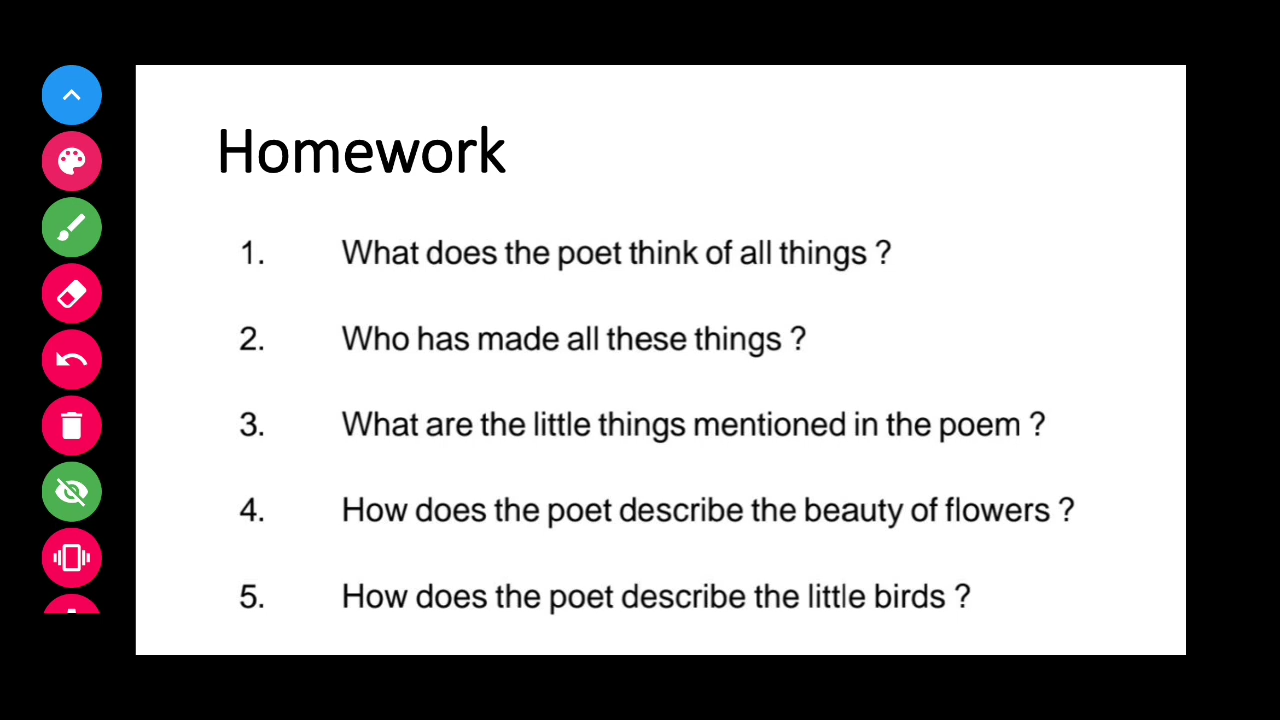 Homework
1. What does the poet think of all things ?
2. Who has made all these things ?
3. What are the little things mentioned in the poem ?
4. How does the poet describe the beauty of flowers ?
5. How does the poet describe the little birds ?